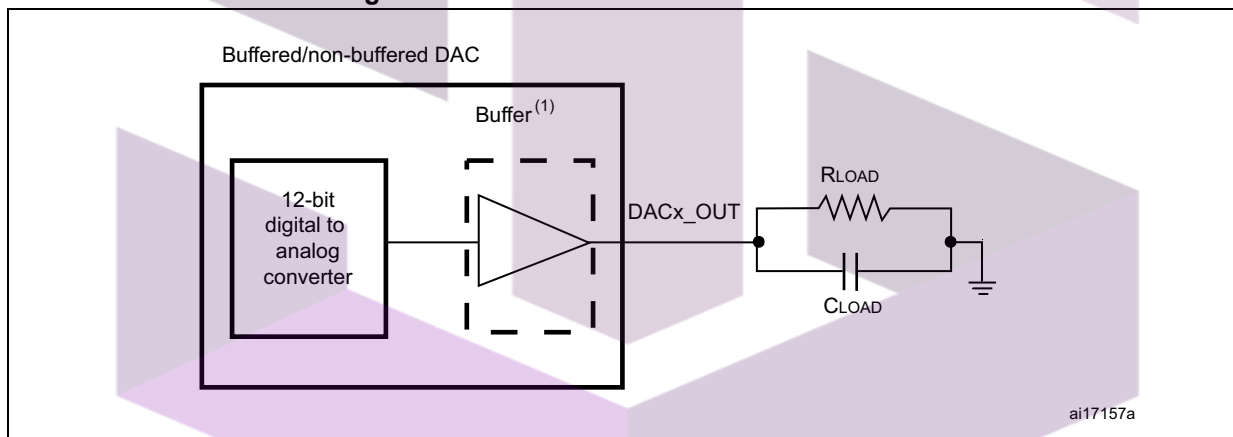 Buffered/non-buffered DAC
Buffer(1)
12-bit
digital to
analog
converter
DACx_OUT
RLOAD
CLOAD
ai17157a